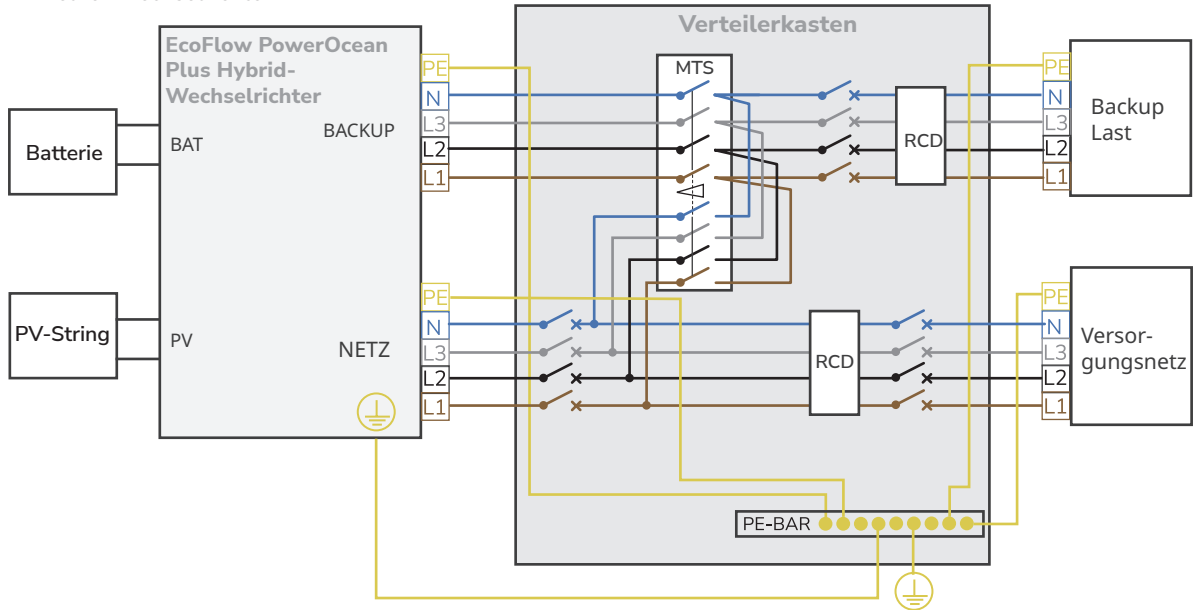 Verteilerkasten
EcoFlow PowerOcean
Plus Hybrid-
Wechselrichter
BAT
BACKUP
PV
NETZ
PE
N
L3
L2
L1
PE
N
L3
L2
L1
Batterie
PV-String
MTS
RCD
RCD
PE-BAR
PE
N
L3
L2
L1
Backup
Last
PE
N
L3
L2
L1
Versor-
gungsnetz